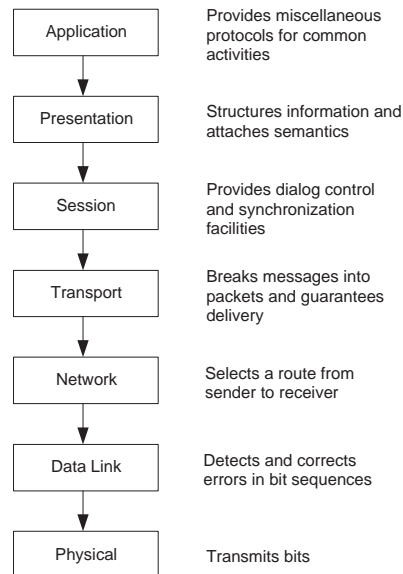 Application
Provides miscellaneous
protocols for common
activities
Presentation
Structures information and
attaches semantics
Session
Provides dialog control
and synchronization
facilities
Transport
Breaks messages into
packets and guarantees
delivery
Network
Selects a route from
sender to receiver
Data Link
Detects and corrects
errors in bit sequences
Physical
Transmits bits